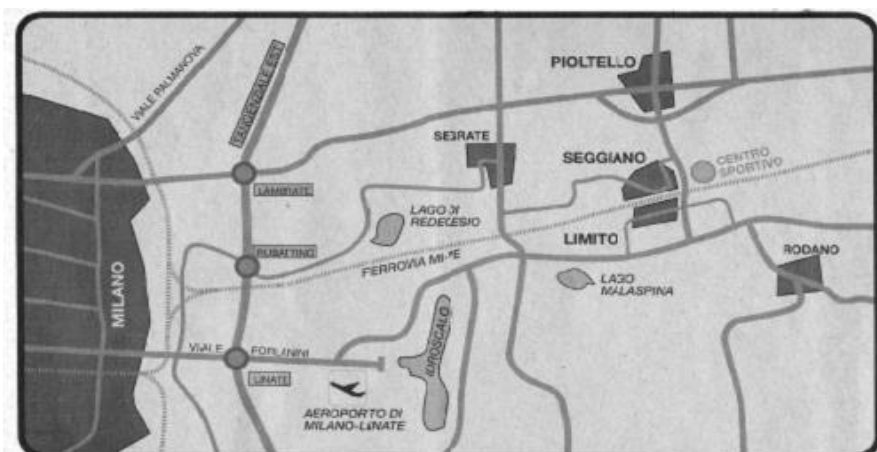 VIALE PALMANOVA
TANGENZIALE EST
PIOLTELLO
SEGRATE
SEGGIANO
CENTRO
SPORTIVO
LAMBRATE
LAGO DI
REDECESIO
LIMITO
RUBATTINO
FERROVIA MI-VE
RODANO
LAGO
MALASPINA
MILANO
IDROSCALO
VIALE FORLANINI
LINATE
AEROPORTO DI
MILANO-LINATE